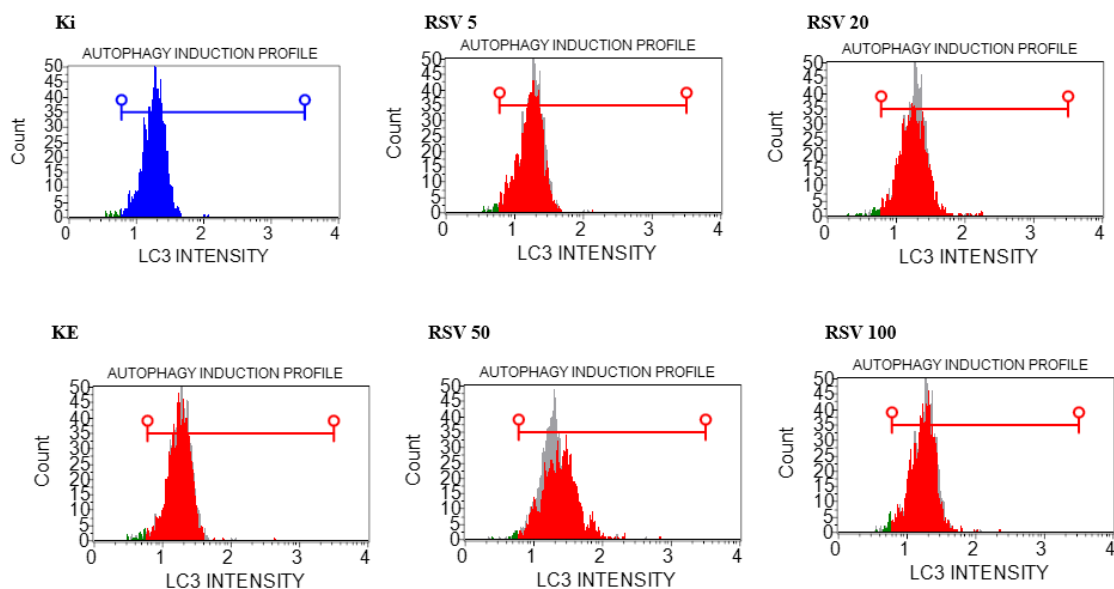 Ki
AUTOPHAGY INDUCTION PROFILE
50
45
40
35
30
25
20
15
10
5
0
Count
0 1 2 3 4
LC3 INTENSITY
RSV 5
AUTOPHAGY INDUCTION PROFILE
50
45
40
35
30
25
20
15
10
5
0
Count
0 1 2 3 4
LC3 INTENSITY
RSV 20
AUTOPHAGY INDUCTION PROFILE
50
45
40
35
30
25
20
15
10
5
0
Count
0 1 2 3 4
LC3 INTENSITY
KE
AUTOPHAGY INDUCTION PROFILE
50
45
40
35
30
25
20
15
10
5
0
Count
0 1 2 3 4
LC3 INTENSITY
RSV 50
AUTOPHAGY INDUCTION PROFILE
50
45
40
35
30
25
20
15
10
5
0
Count
0 1 2 3 4
LC3 INTENSITY
RSV 100
AUTOPHAGY INDUCTION PROFILE
50
45
40
35
30
25
20
15
10
5
0
Count
0 1 2 3 4
LC3 INTENSITY